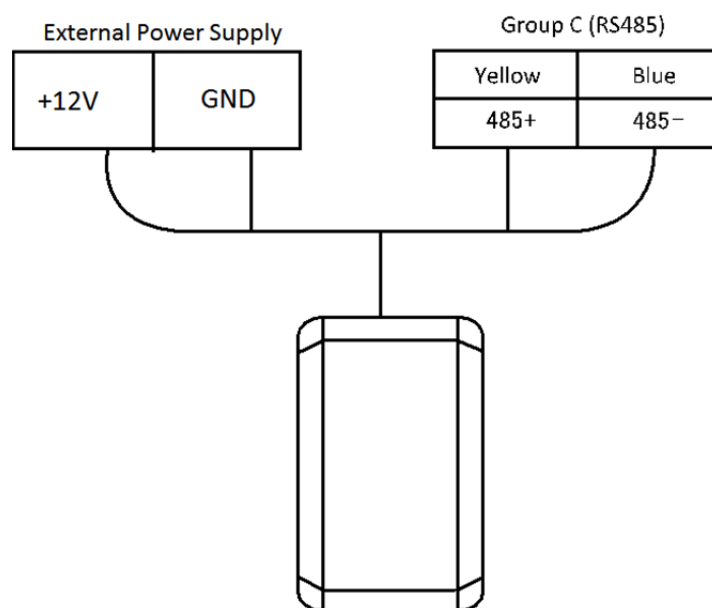 External Power Supply
+12V GND
Group C (RS485)
Yellow Blue
485+ 485−